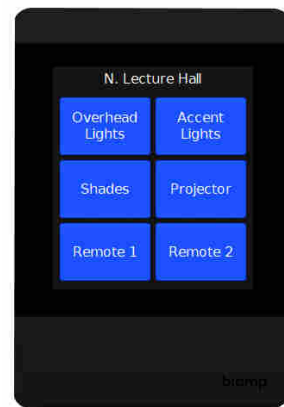 N. Lecture Hall
Overhead
Lights
Accent
Lights
Shades
Projector
Remote 1
Remote 2
biamp